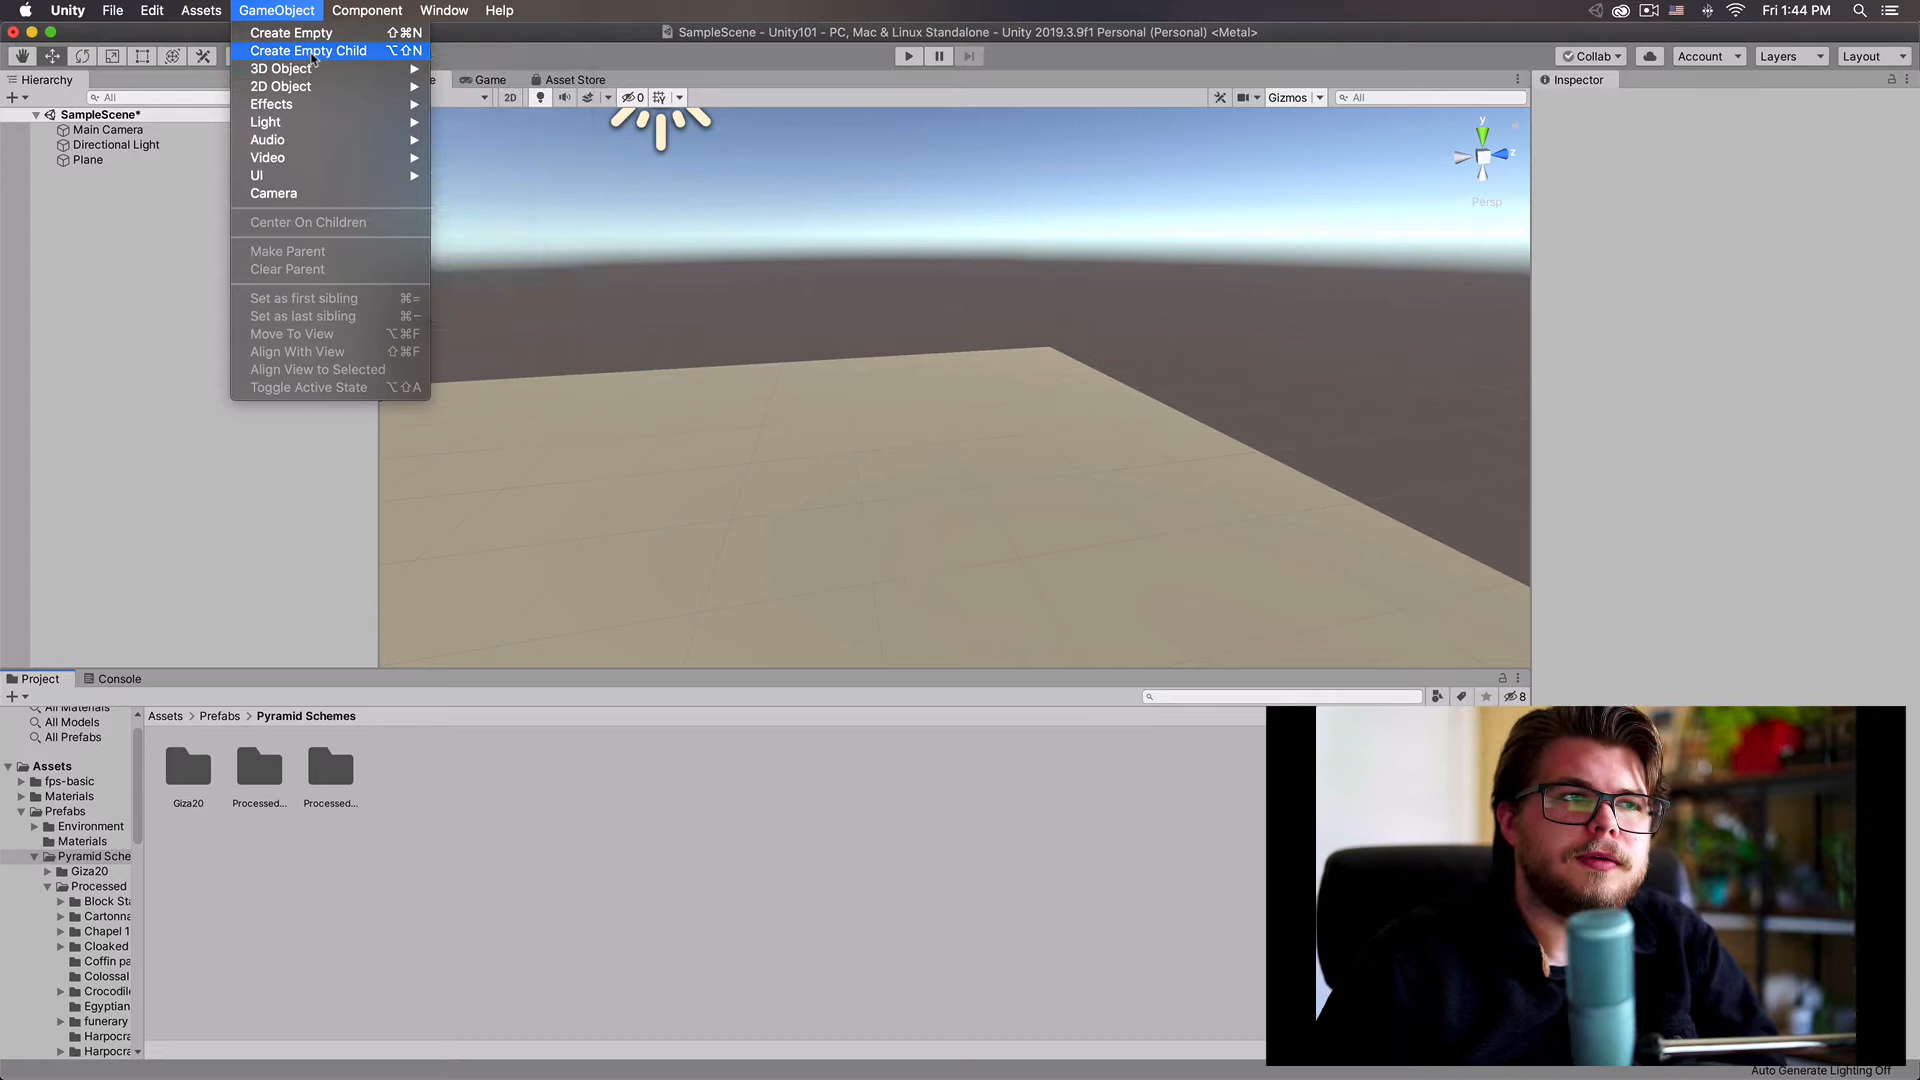 Unity File Edit Assets GameObject Component Window Help Fri 1:44 PM
SampleScene - Unity101 - PC, Mac & Linux Standalone - Unity 2019.3.9f1 Personal (Personal) <Metal>
Create Empty ⇧⌘N
Create Empty Child ⌥⇧N
3D Object
2D Object
Effects
Light
Audio
Video
UI
Camera
Center On Children
Make Parent
Clear Parent
Set as first sibling ⌘=
Set as last sibling ⌘-
Move To View ⌥⌘F
Align With View ⇧⌘F
Align View to Selected
Toggle Active State ⌥⇧A
Collab Account Layers Layout
Hierarchy
All
SampleScene*
Main Camera
Directional Light
Plane
Game Asset Store
2D 0 Gizmos All
y
z
Persp
Inspector
Project Console
8
All Materials
All Models
All Prefabs
Assets
fps-basic
Materials
Prefabs
Environment
Materials
Pyramid Sche
Giza20
Processed
Block Sta
Cartonna
Chapel 1
Cloaked
Coffin pa
Colossal
Crocodile
Egyptian
funerary
Harpocra
Harpocra
Assets > Prefabs > Pyramid Schemes
Giza20 Processed... Processed...
Auto Generate Lighting Off